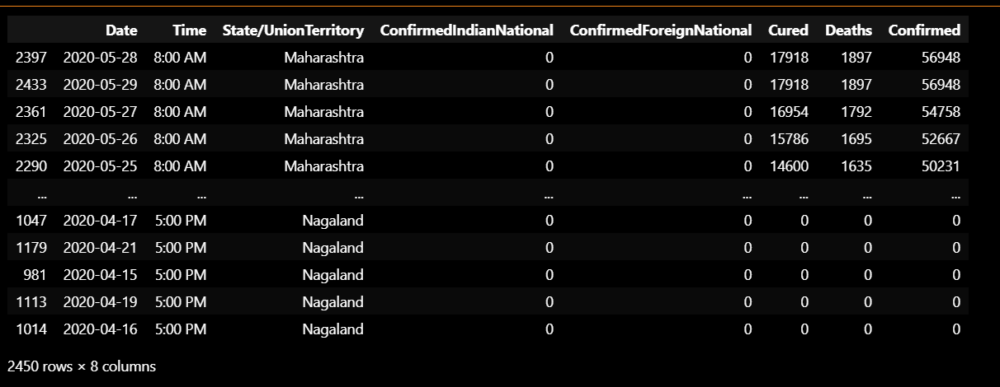 Date Time State/UnionTerritory ConfirmedIndianNational ConfirmedForeignNational Cured Deaths Confirmed
2397 2020-05-28 8:00 AM Maharashtra 0 0 17918 1897 56948
2433 2020-05-29 8:00 AM Maharashtra 0 0 17918 1897 56948
2361 2020-05-27 8:00 AM Maharashtra 0 0 16954 1792 54758
2325 2020-05-26 8:00 AM Maharashtra 0 0 15786 1695 52667
2290 2020-05-25 8:00 AM Maharashtra 0 0 14600 1635 50231
... ... ... ... ... ... ... ... ...
1047 2020-04-17 5:00 PM Nagaland 0 0 0 0 0
1179 2020-04-21 5:00 PM Nagaland 0 0 0 0 0
981 2020-04-15 5:00 PM Nagaland 0 0 0 0 0
1113 2020-04-19 5:00 PM Nagaland 0 0 0 0 0
1014 2020-04-16 5:00 PM Nagaland 0 0 0 0 0
2450 rows × 8 columns